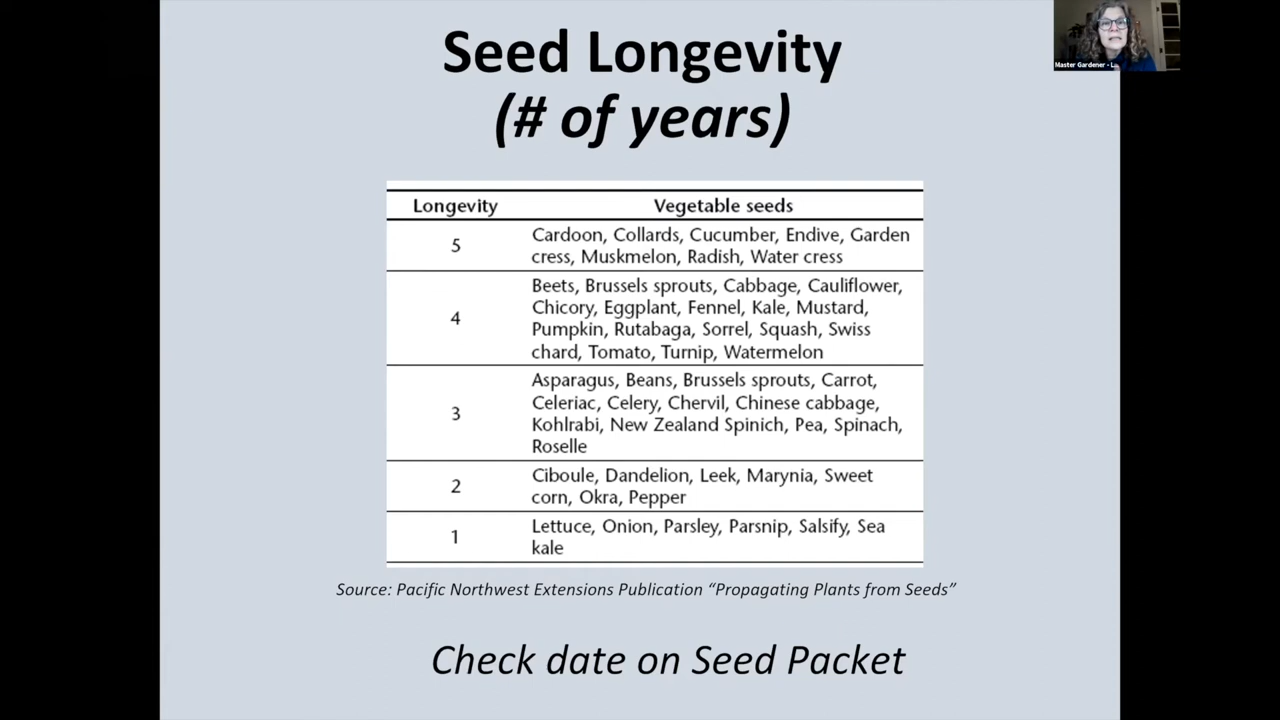 Seed Longevity
(# of years)
Master Gardener - L
Longevity Vegetable seeds
5 Cardoon, Collards, Cucumber, Endive, Garden
cress, Muskmelon, Radish, Water cress
4 Beets, Brussels sprouts, Cabbage, Cauliflower,
Chicory, Eggplant, Fennel, Kale, Mustard,
Pumpkin, Rutabaga, Sorrel, Squash, Swiss
chard, Tomato, Turnip, Watermelon
3 Asparagus, Beans, Brussels sprouts, Carrot,
Celeriac, Celery, Chervil, Chinese cabbage,
Kohlrabi, New Zealand Spinich, Pea, Spinach,
Roselle
2 Ciboule, Dandelion, Leek, Marynia, Sweet
corn, Okra, Pepper
1 Lettuce, Onion, Parsley, Parsnip, Salsify, Sea
kale
Source: Pacific Northwest Extensions Publication “Propagating Plants from Seeds”
Check date on Seed Packet